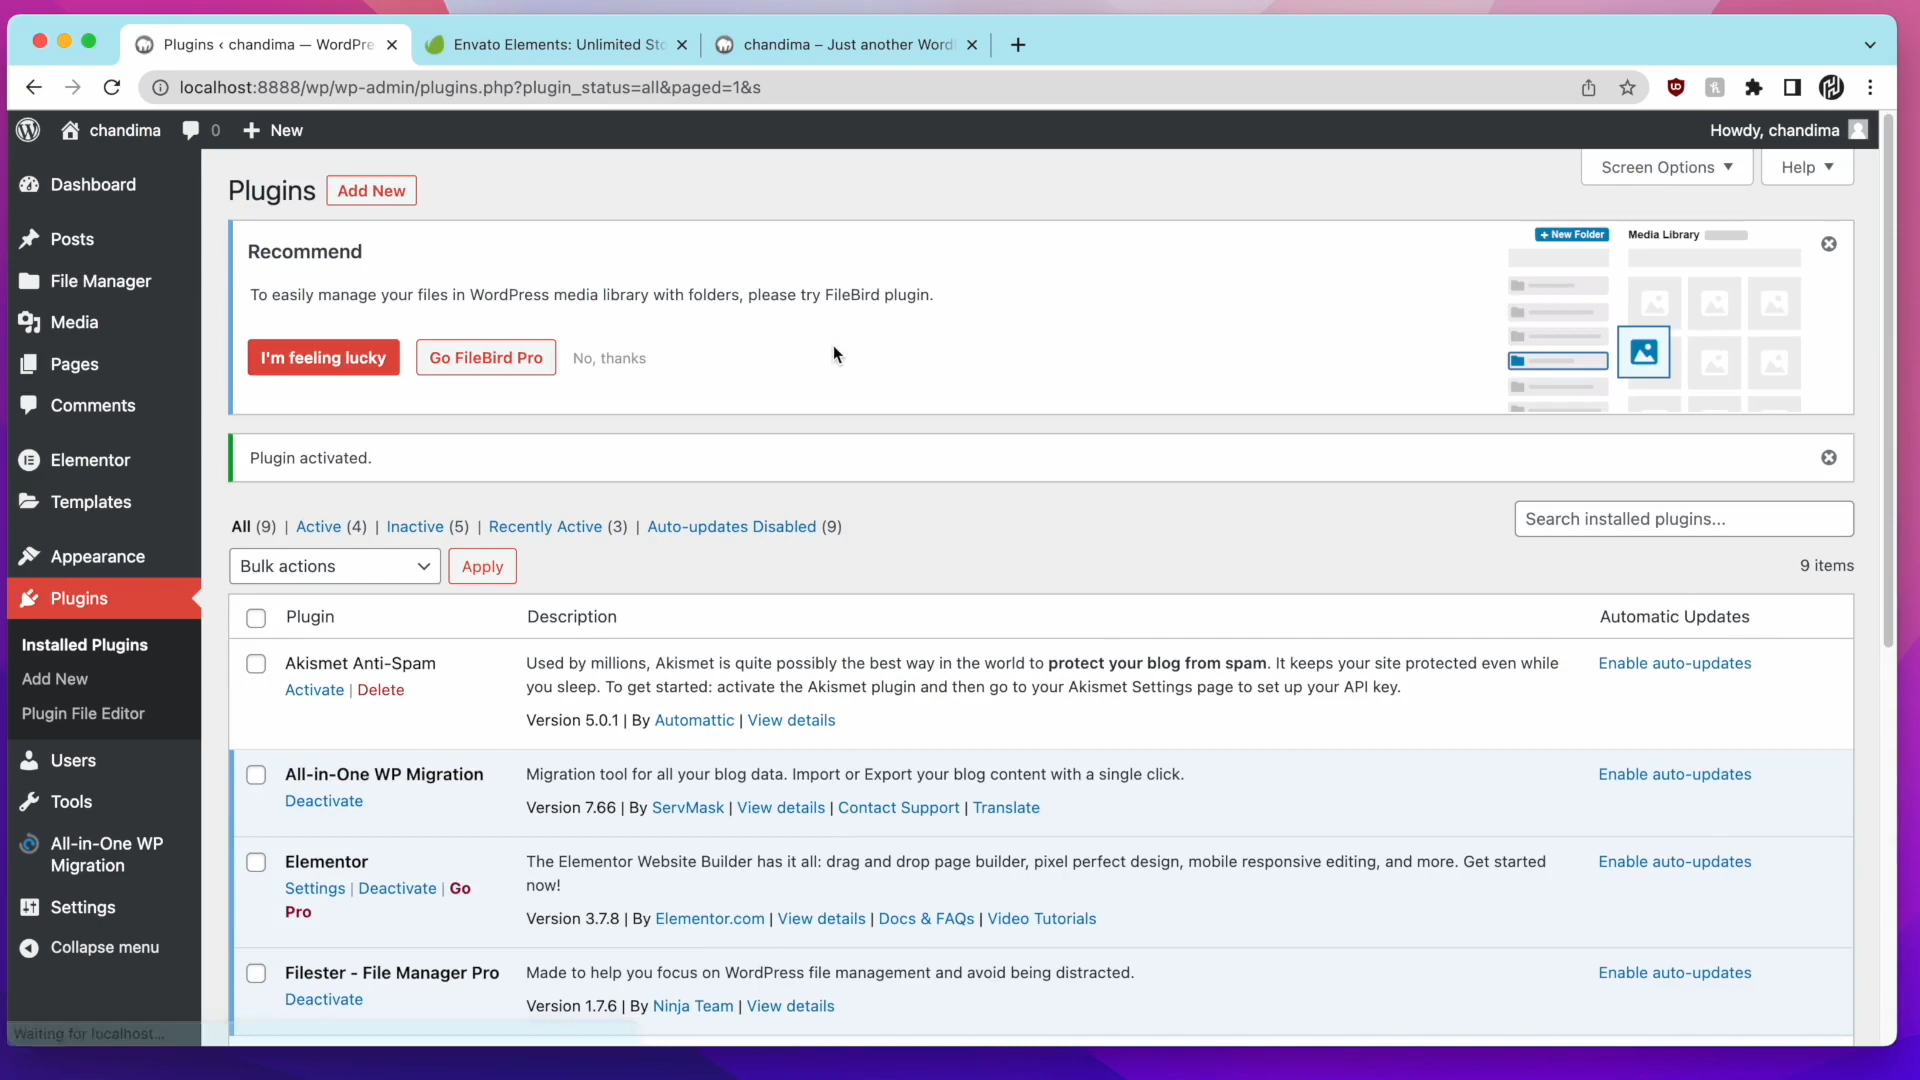 Plugins ‹ chandima — WordPre
Envato Elements: Unlimited Sto
chandima – Just another Word
localhost:8888/wp/wp-admin/plugins.php?plugin_status=all&paged=1&s
chandima
0
New
Howdy, chandima
Dashboard
Posts
File Manager
Media
Pages
Comments
Elementor
Templates
Appearance
Plugins
Installed Plugins
Add New
Plugin File Editor
Users
Tools
All-in-One WP
Migration
Settings
Collapse menu
Waiting for localhost...
Screen Options
Help
Plugins
Add New
Recommend
To easily manage your files in WordPress media library with folders, please try FileBird plugin.
I'm feeling lucky
Go FileBird Pro
No, thanks
+ New Folder
Media Library
Plugin activated.
All (9) | Active (4) | Inactive (5) | Recently Active (3) | Auto-updates Disabled (9)
Search installed plugins...
Bulk actions
Apply
9 items
Plugin
Description
Automatic Updates
Akismet Anti-Spam
Activate | Delete
Used by millions, Akismet is quite possibly the best way in the world to protect your blog from spam. It keeps your site protected even while
you sleep. To get started: activate the Akismet plugin and then go to your Akismet Settings page to set up your API key.
Version 5.0.1 | By Automattic | View details
Enable auto-updates
All-in-One WP Migration
Deactivate
Migration tool for all your blog data. Import or Export your blog content with a single click.
Version 7.66 | By ServMask | View details | Contact Support | Translate
Enable auto-updates
Elementor
Settings | Deactivate | Go
Pro
The Elementor Website Builder has it all: drag and drop page builder, pixel perfect design, mobile responsive editing, and more. Get started
now!
Version 3.7.8 | By Elementor.com | View details | Docs & FAQs | Video Tutorials
Enable auto-updates
Filester - File Manager Pro
Deactivate
Made to help you focus on WordPress file management and avoid being distracted.
Version 1.7.6 | By Ninja Team | View details
Enable auto-updates